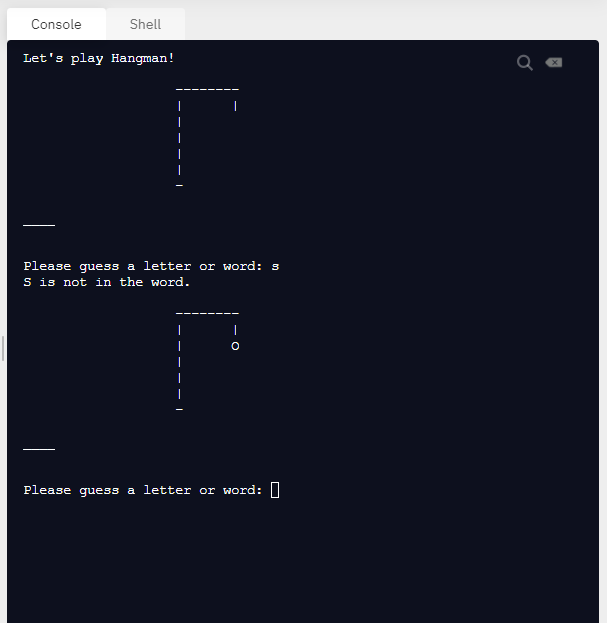 Console Shell
Let's play Hangman!
--------
|      |
|
|
|
|
-
____
Please guess a letter or word: s
S is not in the word.
--------
|      |
|      O
|
|
|
-
____
Please guess a letter or word: